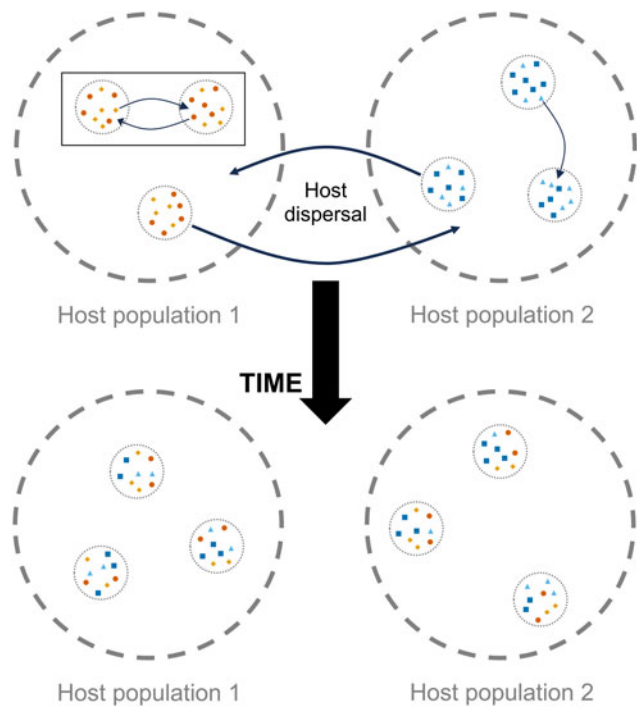 Host
dispersal
Host population 1
Host population 2
TIME
Host population 1
Host population 2